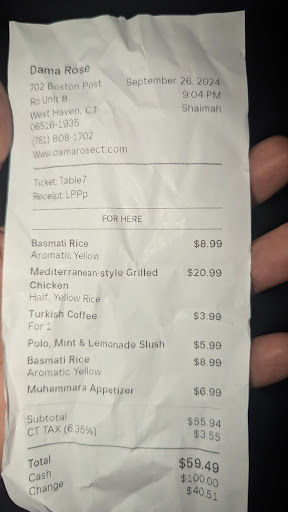 Dama Rose
702 Boston Post
Rd Unit B
West Haven, CT
06516-1935
(781) 808-1702
www.damarosect.com
September 26, 2024
9:04 PM
Shaimah
Ticket: Table7
Receipt: LPPp
FOR HERE
Basmati Rice $8.99
Aromatic Yellow
Mediterranean-style Grilled $20.99
Chicken
Half, Yellow Rice
Turkish Coffee $3.99
For 1
Polo, Mint & Lemonade Slush $5.99
Basmati Rice $8.99
Aromatic Yellow
Muhammara Appetizer $6.99
Subtotal $55.94
CT TAX (6.35%) $3.55
Total $59.49
Cash $100.00
Change $40.51